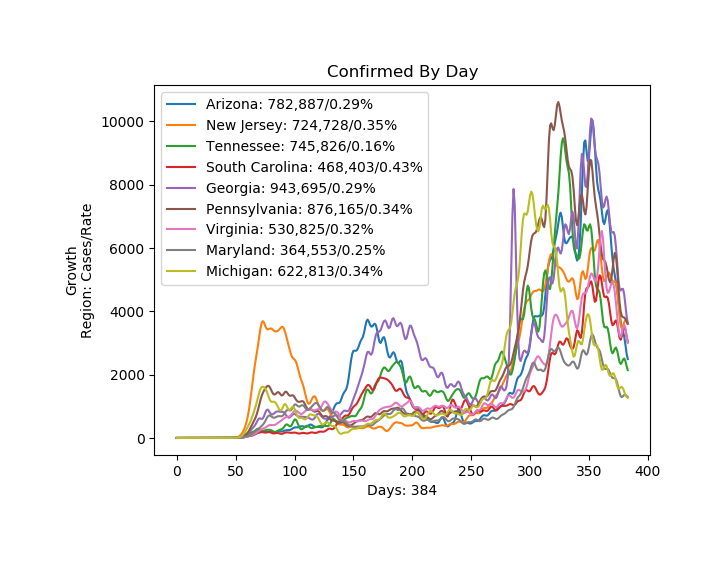 Confirmed By Day
Growth
Region: Cases/Rate
10000
8000
6000
4000
2000
0
Arizona: 782,887/0.29%
New Jersey: 724,728/0.35%
Tennessee: 745,826/0.16%
South Carolina: 468,403/0.43%
Georgia: 943,695/0.29%
Pennsylvania: 876,165/0.34%
Virginia: 530,825/0.32%
Maryland: 364,553/0.25%
Michigan: 622,813/0.34%
0 50 100 150 200 250 300 350 400
Days: 384